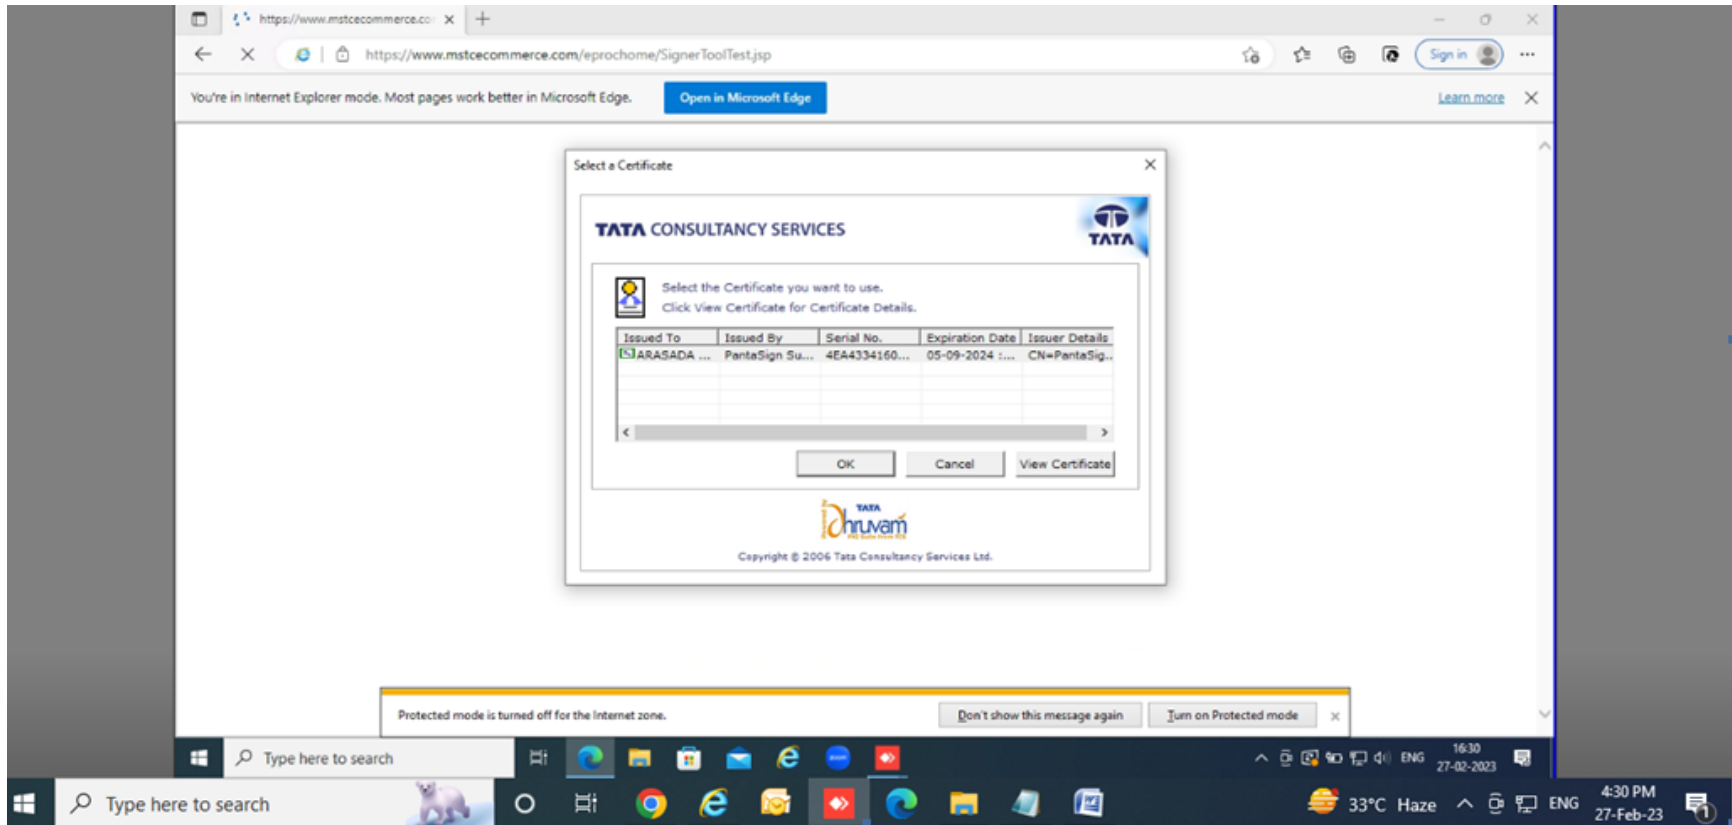 https://www.mstcecommerce.co
https://www.mstcecommerce.com/eprochome/SignerToolTest.jsp
Sign in
You're in Internet Explorer mode. Most pages work better in Microsoft Edge.
Open in Microsoft Edge
Learn more
Select a Certificate
TATA CONSULTANCY SERVICES
TATA
Select the Certificate you want to use.
Click View Certificate for Certificate Details.
Issued To Issued By Serial No. Expiration Date Issuer Details
ARASADA ... PantaSign Su... 4EA4334160... 05-09-2024 :... CN=PantaSig...
OK Cancel View Certificate
TATA
Dhruvam
Copyright © 2006 Tata Consultancy Services Ltd.
Protected mode is turned off for the Internet zone.
Don't show this message again
Turn on Protected mode
Type here to search
ENG
16:30
27-02-2023
Type here to search
33°C Haze
ENG
4:30 PM
27-Feb-23
1